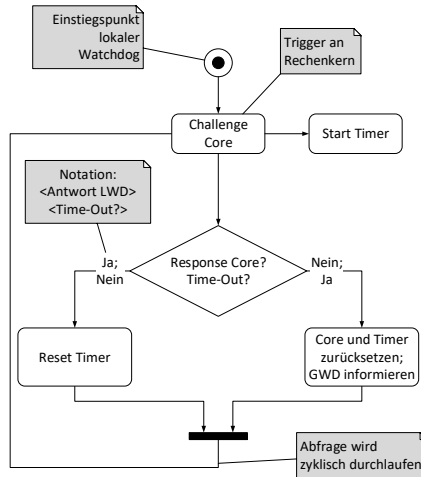 Einstiegspunkt
lokaler
Watchdog
Trigger an
Rechenkern
Challenge
Core
Start Timer
Notation:
<Antwort LWD>
<Time-Out?>
Ja;
Nein
Response Core?
Time-Out?
Nein;
Ja
Reset Timer
Core und Timer
zurücksetzen;
GWD informieren
Abfrage wird
zyklisch durchlaufen